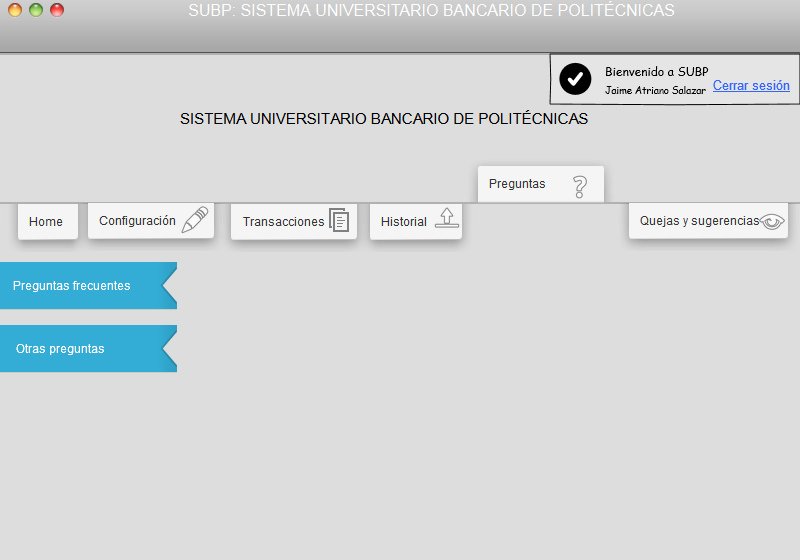 SUBP: SISTEMA UNIVERSITARIO BANCARIO DE POLITÉCNICAS
Bienvenido a SUBP
Jaime Atriano Salazar
Cerrar sesión
SISTEMA UNIVERSITARIO BANCARIO DE POLITÉCNICAS
Preguntas
Home
Configuración
Transacciones
Historial
Quejas y sugerencias
Preguntas frecuentes
Otras preguntas